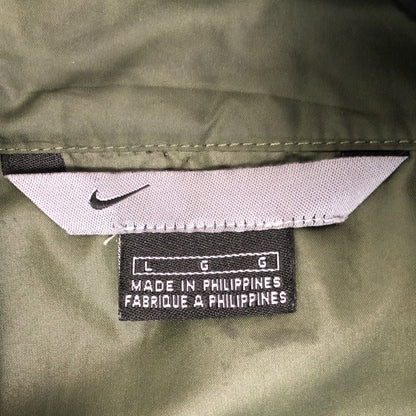 L G G
MADE IN PHILIPPINES
FABRIQUE A PHILIPPINES